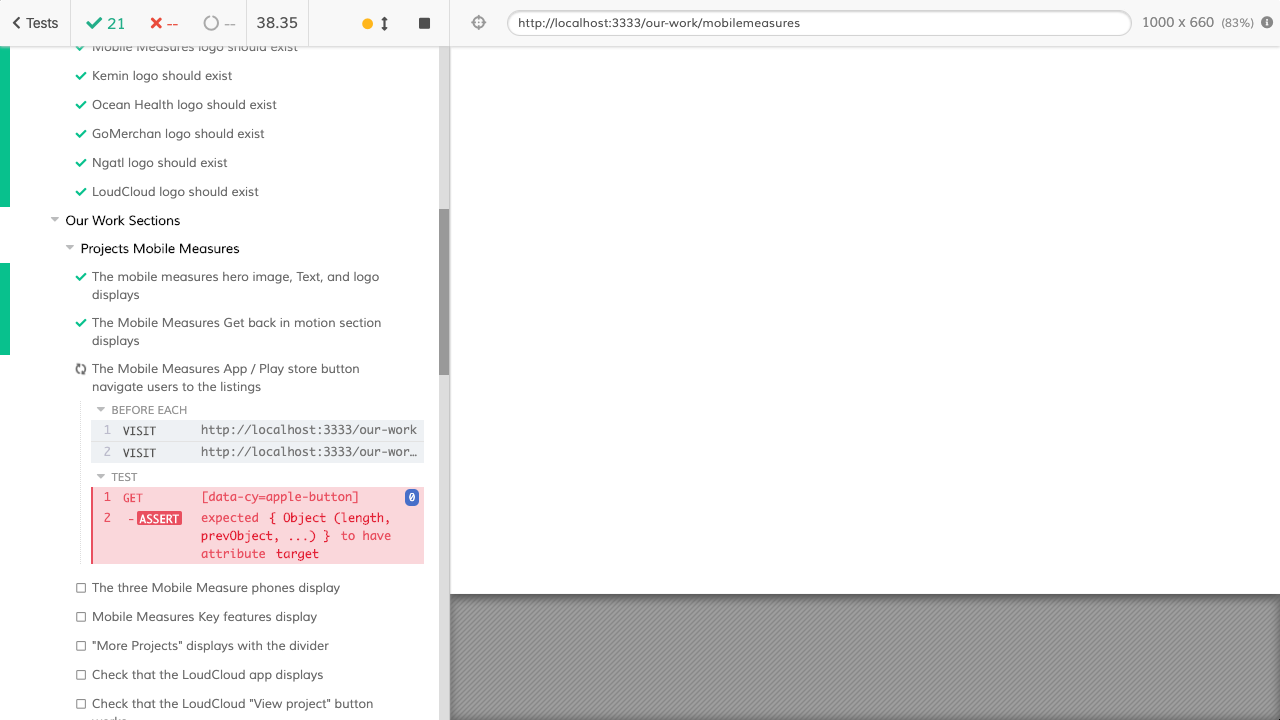 Tests 21 -- -- 38.35 http://localhost:3333/our-work/mobilemeasures 1000 x 660 (83%)
Mobile Measures logo should exist
Kemin logo should exist
Ocean Health logo should exist
GoMerchan logo should exist
Ngatl logo should exist
LoudCloud logo should exist
Our Work Sections
Projects Mobile Measures
The mobile measures hero image, Text, and logo
displays
The Mobile Measures Get back in motion section
displays
The Mobile Measures App / Play store button
navigate users to the listings
BEFORE EACH
1 VISIT http://localhost:3333/our-work
2 VISIT http://localhost:3333/our-wor…
TEST
1 GET [data-cy=apple-button] 0
2 -ASSERT expected { Object (length,
prevObject, ...) } to have
attribute target
The three Mobile Measure phones display
Mobile Measures Key features display
"More Projects" displays with the divider
Check that the LoudCloud app displays
Check that the LoudCloud "View project" button
works